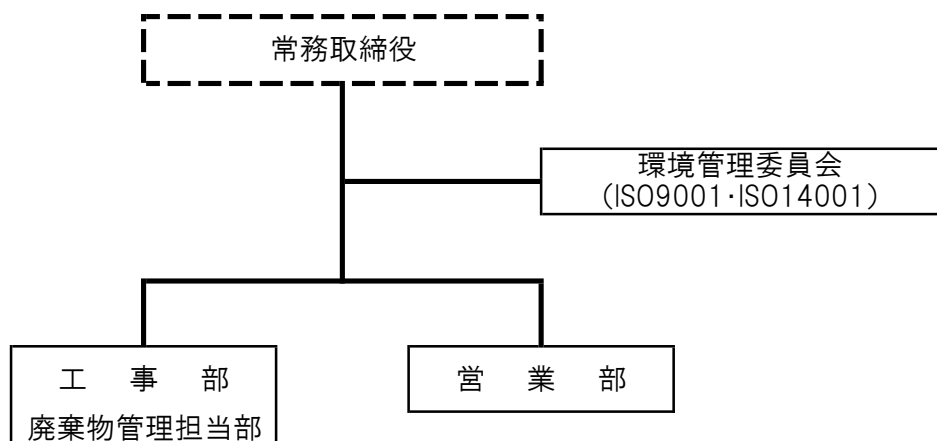 常務取締役
環境管理委員会
(ISO9001・ISO14001)
工　事　部
廃棄物管理担当部
営　業　部